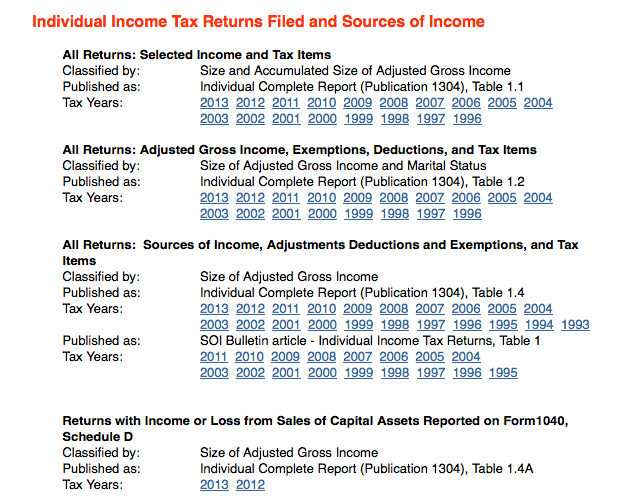 Individual Income Tax Returns Filed and Sources of Income
All Returns: Selected Income and Tax Items
Classified by: Size and Accumulated Size of Adjusted Gross Income
Published as: Individual Complete Report (Publication 1304), Table 1.1
Tax Years: 2013 2012 2011 2010 2009 2008 2007 2006 2005 2004
2003 2002 2001 2000 1999 1998 1997 1996
All Returns: Adjusted Gross Income, Exemptions, Deductions, and Tax Items
Classified by: Size of Adjusted Gross Income and Marital Status
Published as: Individual Complete Report (Publication 1304), Table 1.2
Tax Years: 2013 2012 2011 2010 2009 2008 2007 2006 2005 2004
2003 2002 2001 2000 1999 1998 1997 1996
All Returns: Sources of Income, Adjustments Deductions and Exemptions, and Tax
Items
Classified by: Size of Adjusted Gross Income
Published as: Individual Complete Report (Publication 1304), Table 1.4
Tax Years: 2013 2012 2011 2010 2009 2008 2007 2006 2005 2004
2003 2002 2001 2000 1999 1998 1997 1996 1995 1994 1993
Published as: SOI Bulletin article - Individual Income Tax Returns, Table 1
Tax Years: 2011 2010 2009 2008 2007 2006 2005 2004
2003 2002 2001 2000 1999 1998 1997 1996 1995
Returns with Income or Loss from Sales of Capital Assets Reported on Form1040,
Schedule D
Classified by: Size of Adjusted Gross Income
Published as: Individual Complete Report (Publication 1304), Table 1.4A
Tax Years: 2013 2012